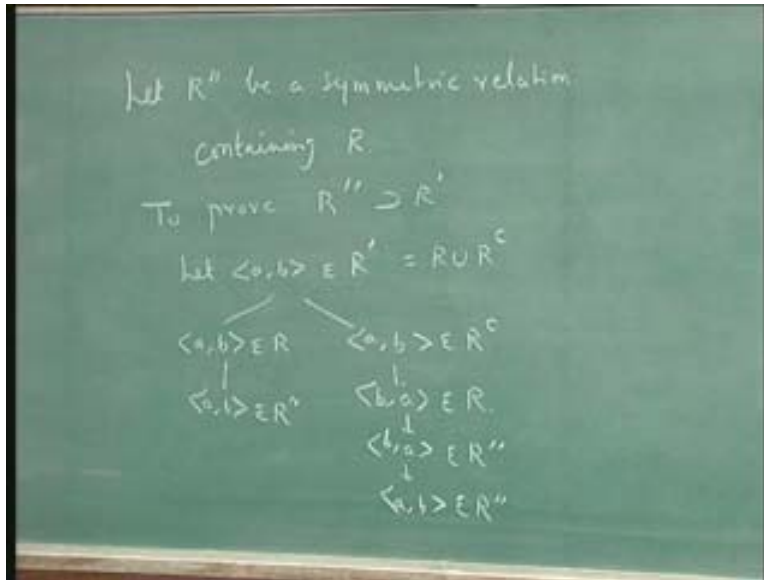 Let R" be a symmetric relation
containing R.
To prove R'' ⊃ R'
Let <a,b> ε R' = R ∪ R^c
<a,b> ε R <a,b> ε R^c
<a,b> ε R" <b,a> ε R.
<b,a> ε R"
<a,b> ε R"